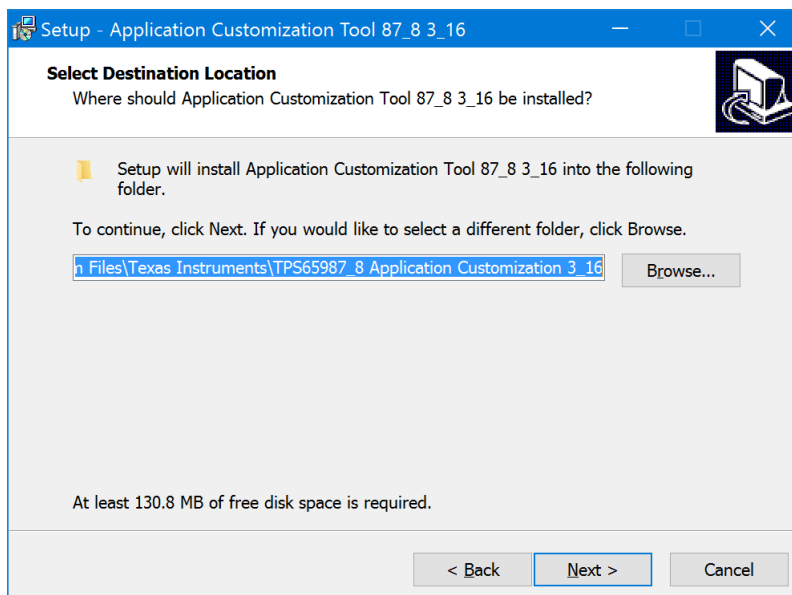 Setup - Application Customization Tool 87_8 3_16
Select Destination Location
Where should Application Customization Tool 87_8 3_16 be installed?
Setup will install Application Customization Tool 87_8 3_16 into the following
folder.
To continue, click Next. If you would like to select a different folder, click Browse.
Files\Texas Instruments\TPS65987_8 Application Customization 3_16
Browse...
At least 130.8 MB of free disk space is required.
< Back
Next >
Cancel